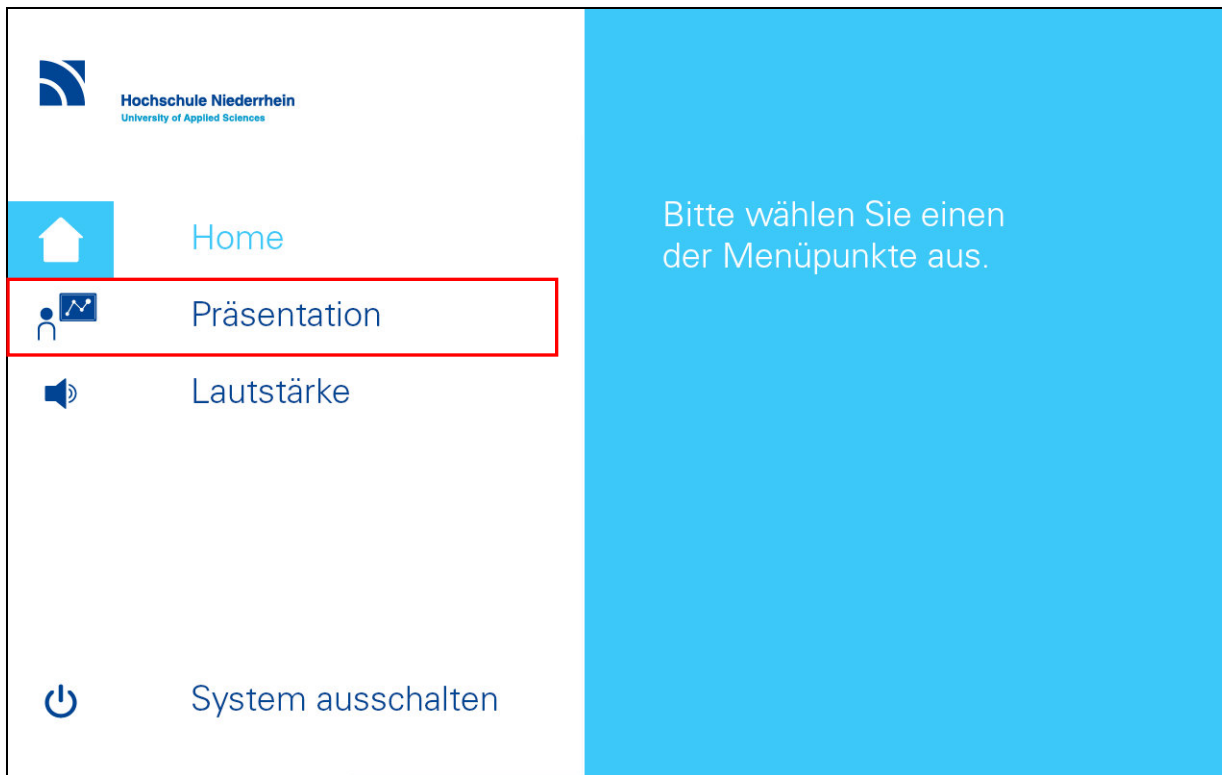 Hochschule Niederrhein
University of Applied Sciences
Home
Präsentation
Lautstärke
System ausschalten
Bitte wählen Sie einen
der Menüpunkte aus.